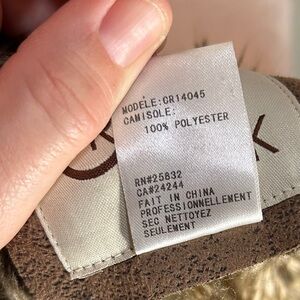 MODELE:CR14045
CAMISOLE:
100% POLYESTER
RN#25832
CA#24244
FAIT IN CHINA
PROFESSIONNELLEMENT
SEC NETTOYEZ
SEULEMENT
K